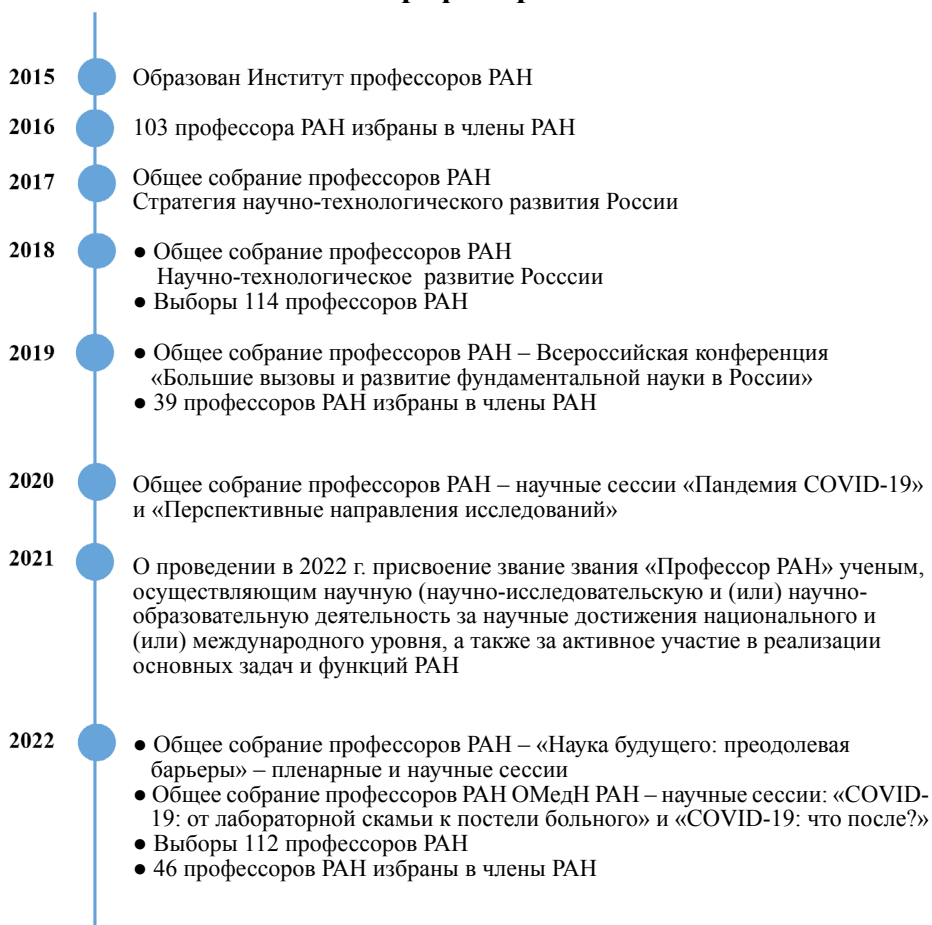 2015
Образован Институт профессоров РАН
2016
103 профессора РАН избраны в члены РАН
2017
Общее собрание профессоров РАН
Стратегия научно-технологического развития России
2018
● Общее собрание профессоров РАН
Научно-технологическое развитие Росссии
● Выборы 114 профессоров РАН
2019
● Общее собрание профессоров РАН – Всероссийская конференция
«Большие вызовы и развитие фундаментальной науки в России»
● 39 профессоров РАН избраны в члены РАН
2020
Общее собрание профессоров РАН – научные сессии «Пандемия COVID-19»
и «Перспективные направления исследований»
2021
О проведении в 2022 г. присвоение звание звания «Профессор РАН» ученым,
осуществляющим научную (научно-исследовательскую и (или) научно-
образовательную деятельность за научные достижения национального и
(или) международного уровня, а также за активное участие в реализации
основных задач и функций РАН
2022
● Общее собрание профессоров РАН – «Наука будущего: преодолевая
барьеры» – пленарные и научные сессии
● Общее собрание профессоров РАН ОМедН РАН – научные сессии: «COVID-
19: от лабораторной скамьи к постели больного» и «COVID-19: что после?»
● Выборы 112 профессоров РАН
● 46 профессоров РАН избраны в члены РАН